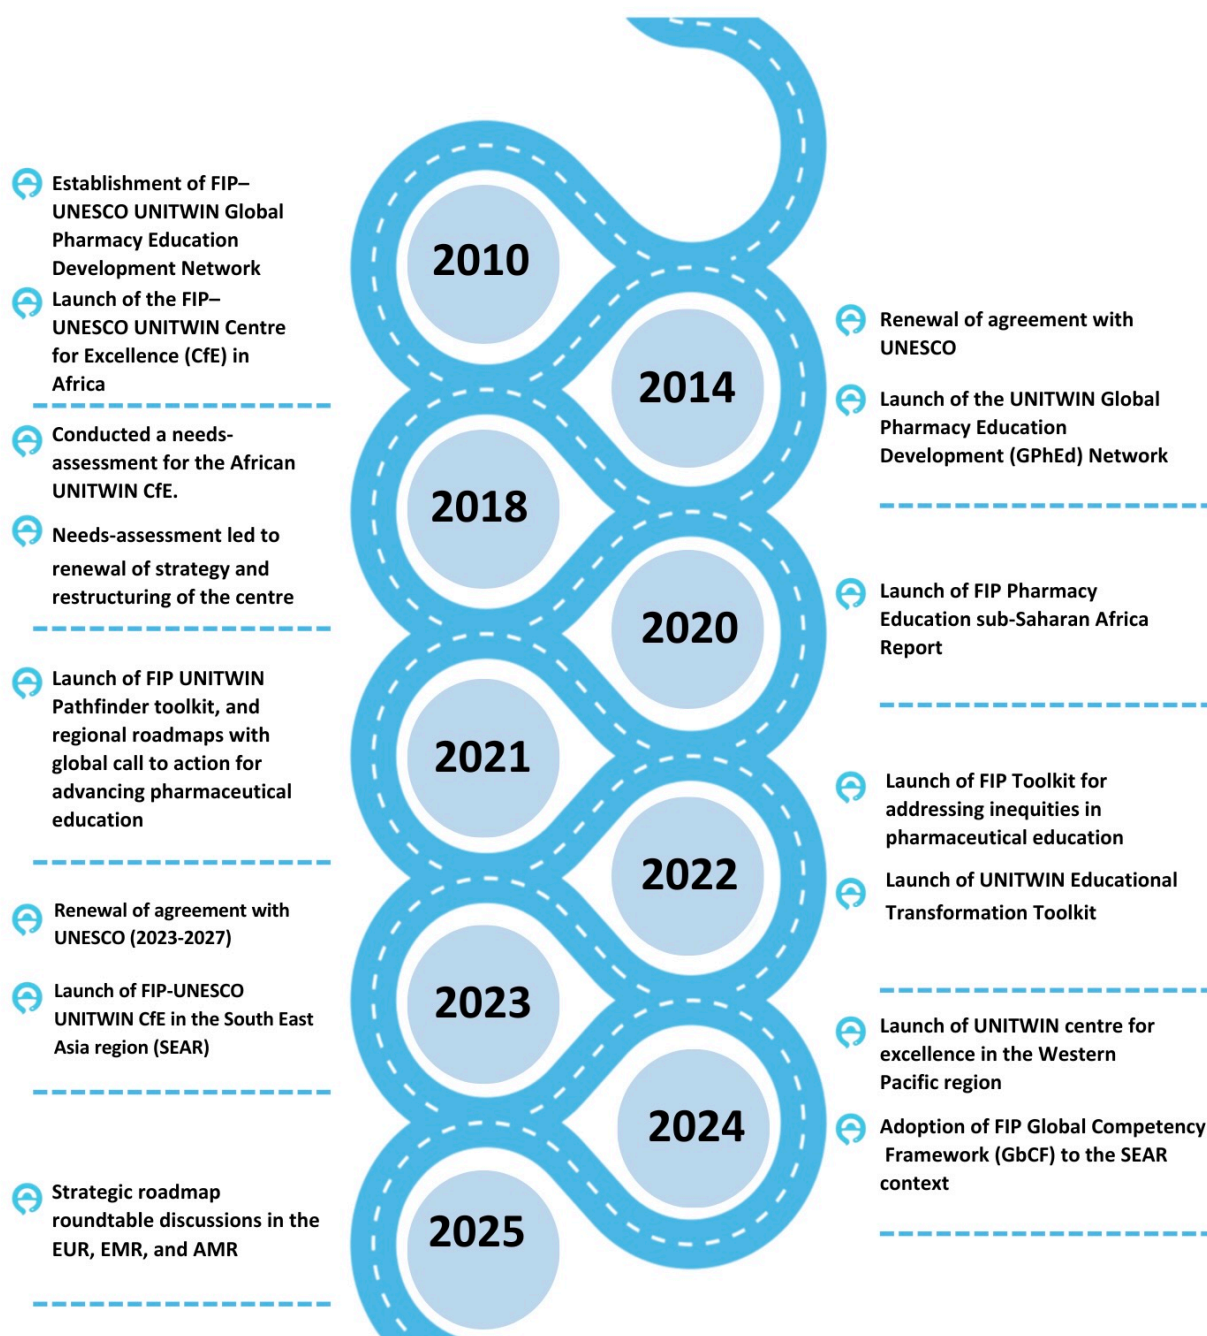 2010
Establishment of FIP–
UNESCO UNITWIN Global
Pharmacy Education
Development Network
Launch of the FIP–
UNESCO UNITWIN Centre
for Excellence (CfE) in
Africa
2014
Renewal of agreement with
UNESCO
Launch of the UNITWIN Global
Pharmacy Education
Development (GPhEd) Network
2018
Conducted a needs-
assessment for the African
UNITWIN CfE.
Needs-assessment led to
renewal of strategy and
restructuring of the centre
2020
Launch of FIP Pharmacy
Education sub-Saharan Africa
Report
2021
Launch of FIP UNITWIN
Pathfinder toolkit, and
regional roadmaps with
global call to action for
advancing pharmaceutical
education
2022
Launch of FIP Toolkit for
addressing inequities in
pharmaceutical education
Launch of UNITWIN Educational
Transformation Toolkit
2023
Renewal of agreement with
UNESCO (2023-2027)
Launch of FIP-UNESCO
UNITWIN CfE in the South East
Asia region (SEAR)
2024
Launch of UNITWIN centre for
excellence in the Western
Pacific region
Adoption of FIP Global Competency
Framework (GbCF) to the SEAR
context
2025
Strategic roadmap
roundtable discussions in the
EUR, EMR, and AMR